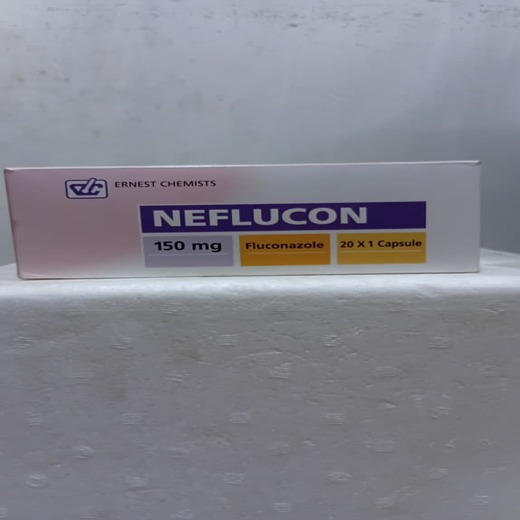 ERNEST CHEMISTS
NEFLUCON
150 mg
Fluconazole
20 X 1 Capsule